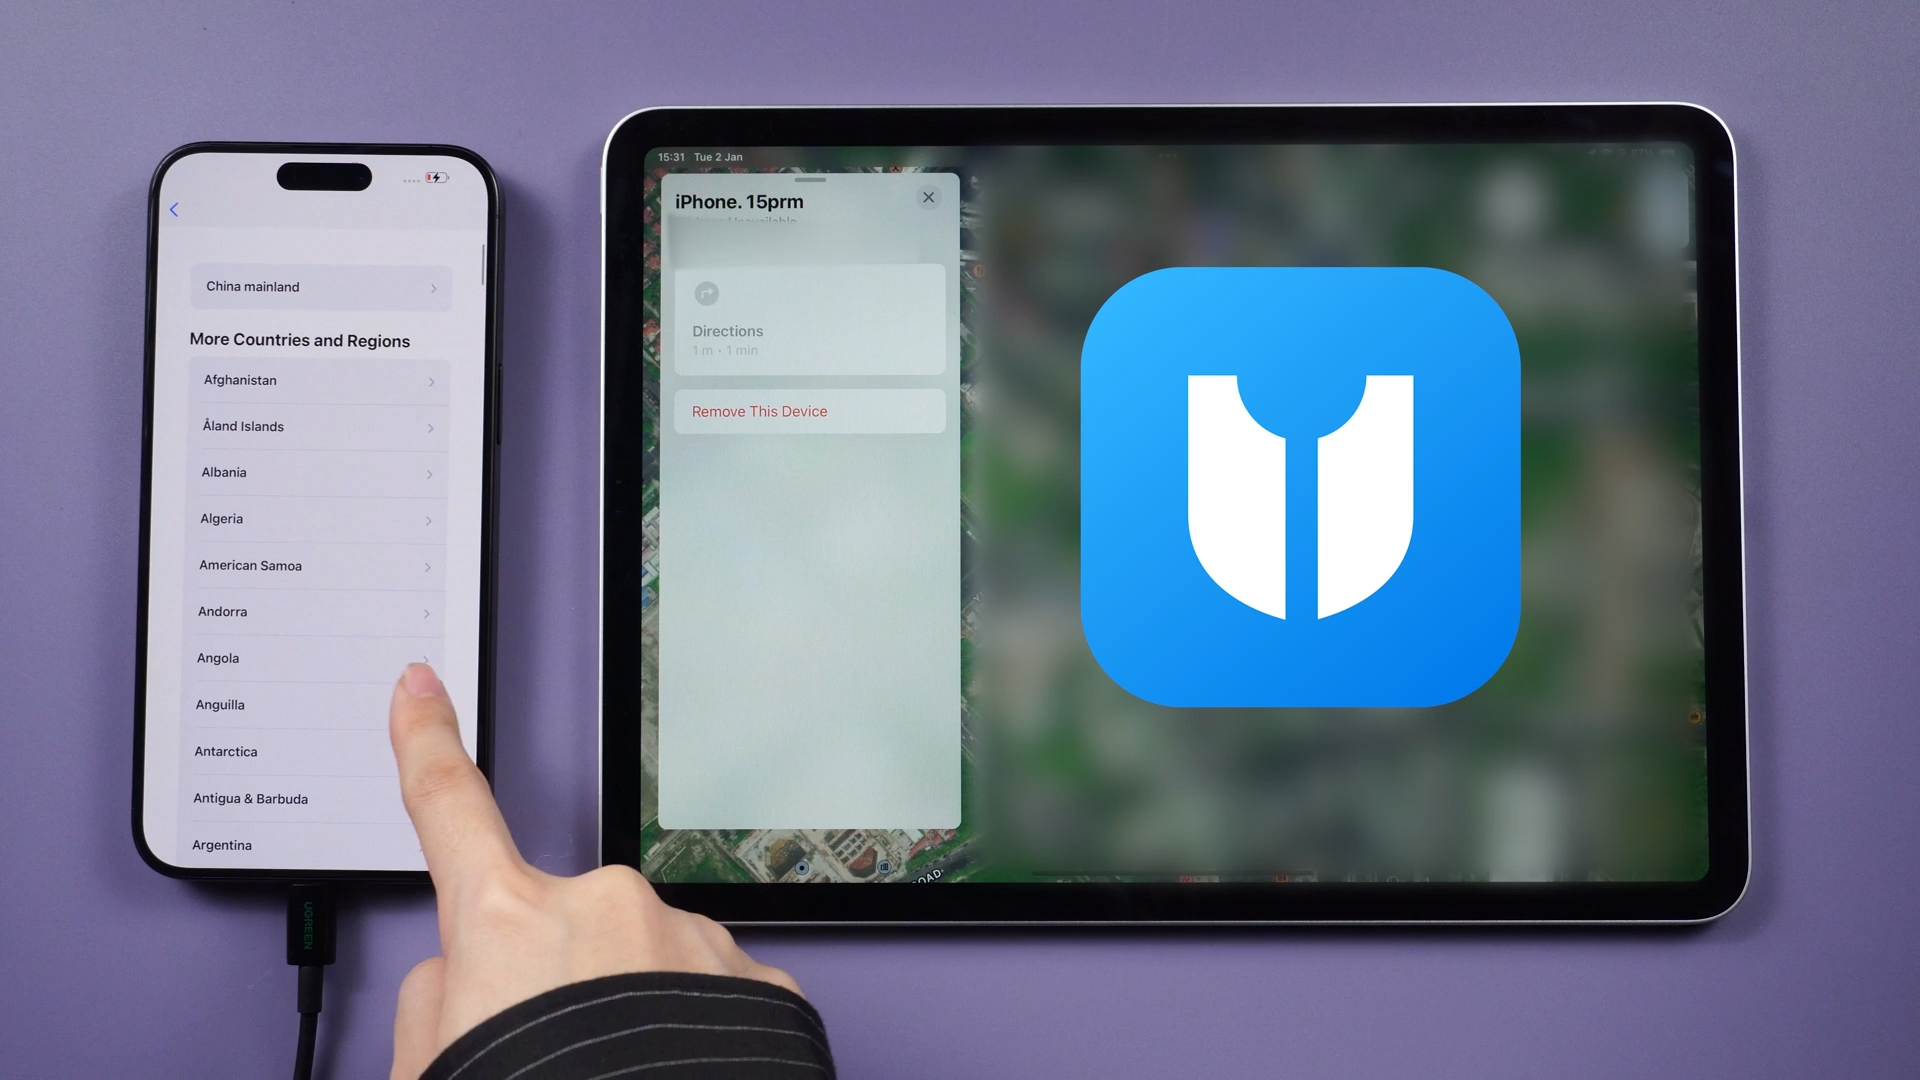 China mainland
More Countries and Regions
Afghanistan
Åland Islands
Albania
Algeria
American Samoa
Andorra
Angola
Anguilla
Antarctica
Antigua & Barbuda
Argentina
UGREEN
15:31 Tue 2 Jan
iPhone. 15prm
Directions
1 m • 1 min
Remove This Device